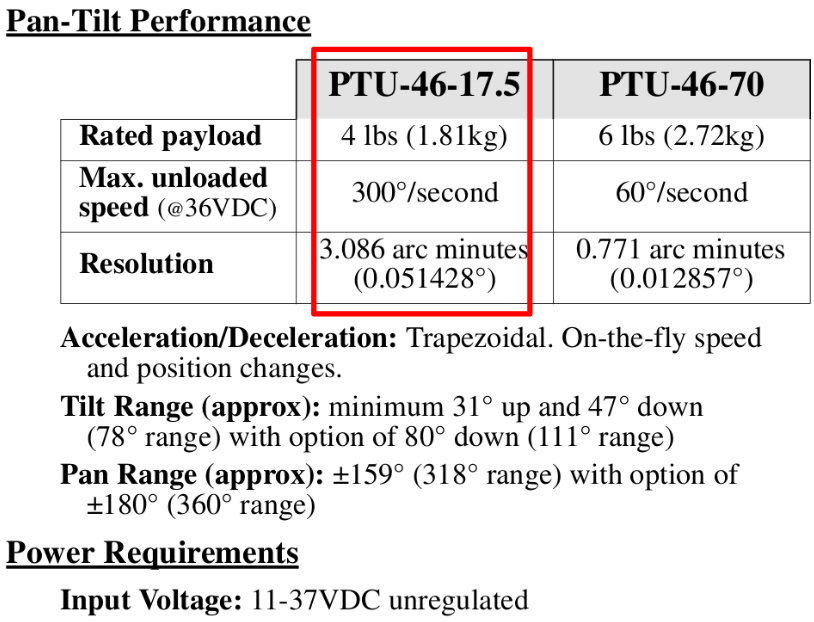 Pan-Tilt Performance
PTU-46-17.5 PTU-46-70
Rated payload 4 lbs (1.81kg) 6 lbs (2.72kg)
Max. unloaded
speed (@36VDC) 300°/second 60°/second
Resolution 3.086 arc minutes 0.771 arc minutes
(0.051428°) (0.012857°)
Acceleration/Deceleration: Trapezoidal. On-the-fly speed
and position changes.
Tilt Range (approx): minimum 31° up and 47° down
(78° range) with option of 80° down (111° range)
Pan Range (approx): ±159° (318° range) with option of
±180° (360° range)
Power Requirements
Input Voltage: 11-37VDC unregulated